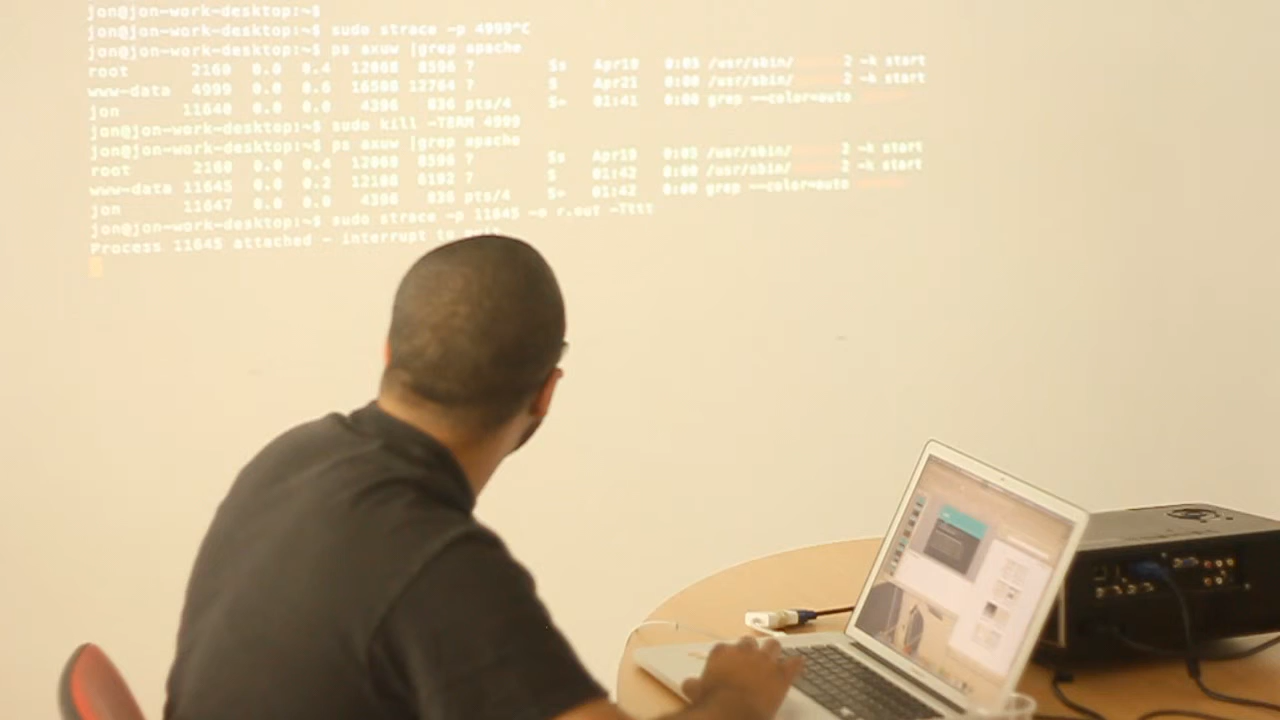 jon@jon-work-desktop:~$
jon@jon-work-desktop:~$ sudo strace -p 4999^C
jon@jon-work-desktop:~$ ps axuw |grep apache
root 2160 0.0 0.4 12068 8596 ? Ss Apr19 0:03 /usr/sbin/ 2 -k start
www-data 4999 0.0 0.6 16500 12764 ? S Apr21 0:00 /usr/sbin/ 2 -k start
jon 11640 0.0 0.0 4396 836 pts/4 S+ 01:41 0:00 grep --color=auto
jon@jon-work-desktop:~$ sudo kill -TERM 4999
jon@jon-work-desktop:~$ ps axuw |grep apache
root 2160 0.0 0.4 12068 8596 ? Ss Apr19 0:03 /usr/sbin/ 2 -k start
www-data 11645 0.0 0.2 12100 6192 ? S 01:42 0:00 /usr/sbin/ 2 -k start
jon 11647 0.0 0.0 4396 836 pts/4 S+ 01:42 0:00 grep --color=auto
jon@jon-work-desktop:~$ sudo strace -p 11645 -o r.out -Tttt
Process 11645 attached - interrupt to quit